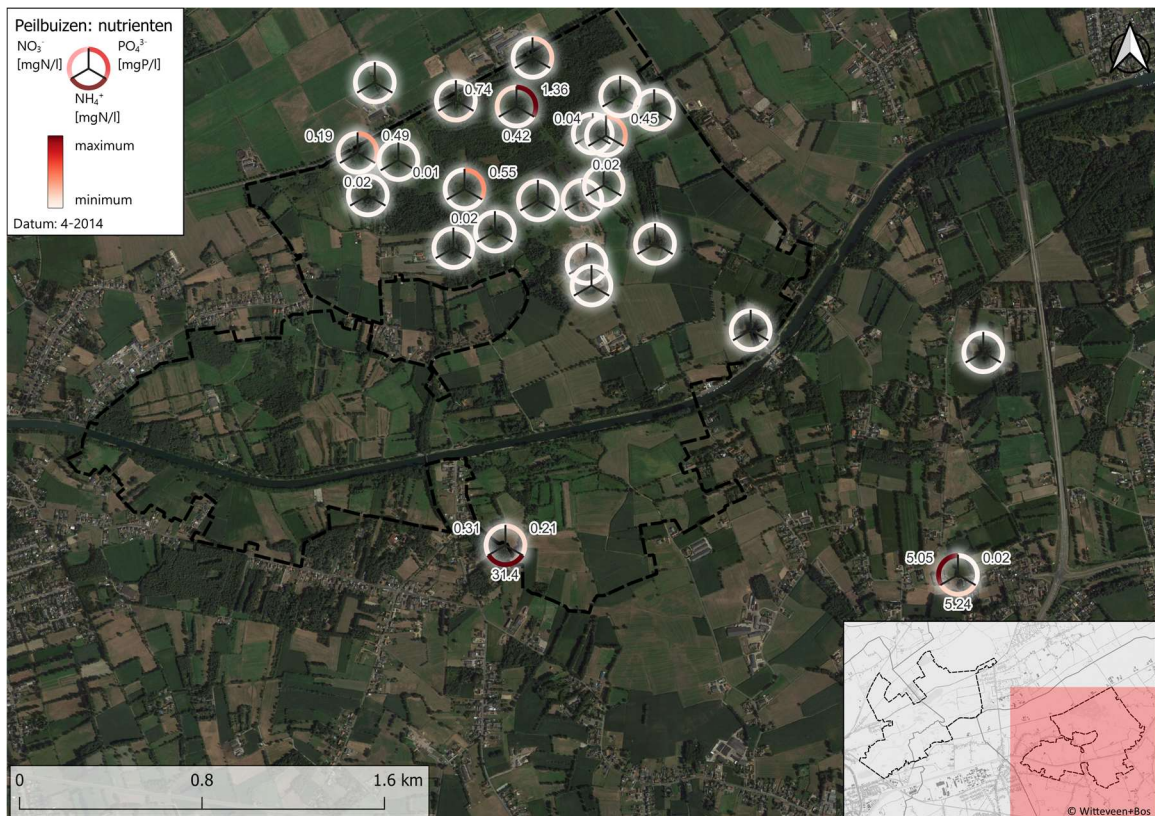 Peilbuizen: nutrienten
NO₃⁻ PO₄³⁻
[mgN/l] [mgP/l]
NH₄⁺
[mgN/l]
maximum
minimum
Datum: 4-2014
0.74 1.36
0.42
0.04 0.45
0.19 0.49
0.01
0.02
0.55
0.02
0.02
0.31 0.21
31.4
5.05 0.02
5.24
0 0.8 1.6 km
© Witteveen+Bos